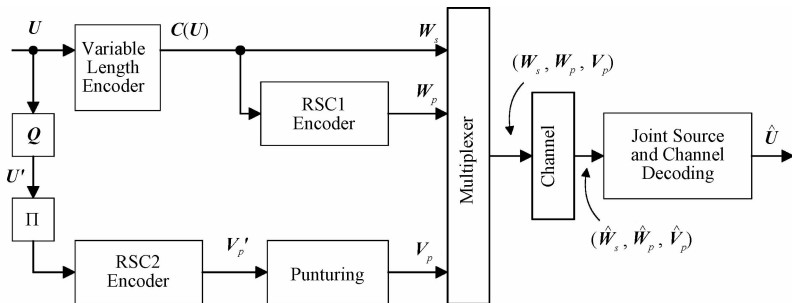 U
C(U)
W_s
Variable
Length
Encoder
(W_s , W_p , V_p)
RSC1
Encoder
W_p
Q
Multiplexer
Channel
Joint Source
and Channel
Decoding
Û
U'
Π
(Ŵ_s , Ŵ_p , V̂_p)
RSC2
Encoder
V_p'
Punturing
V_p